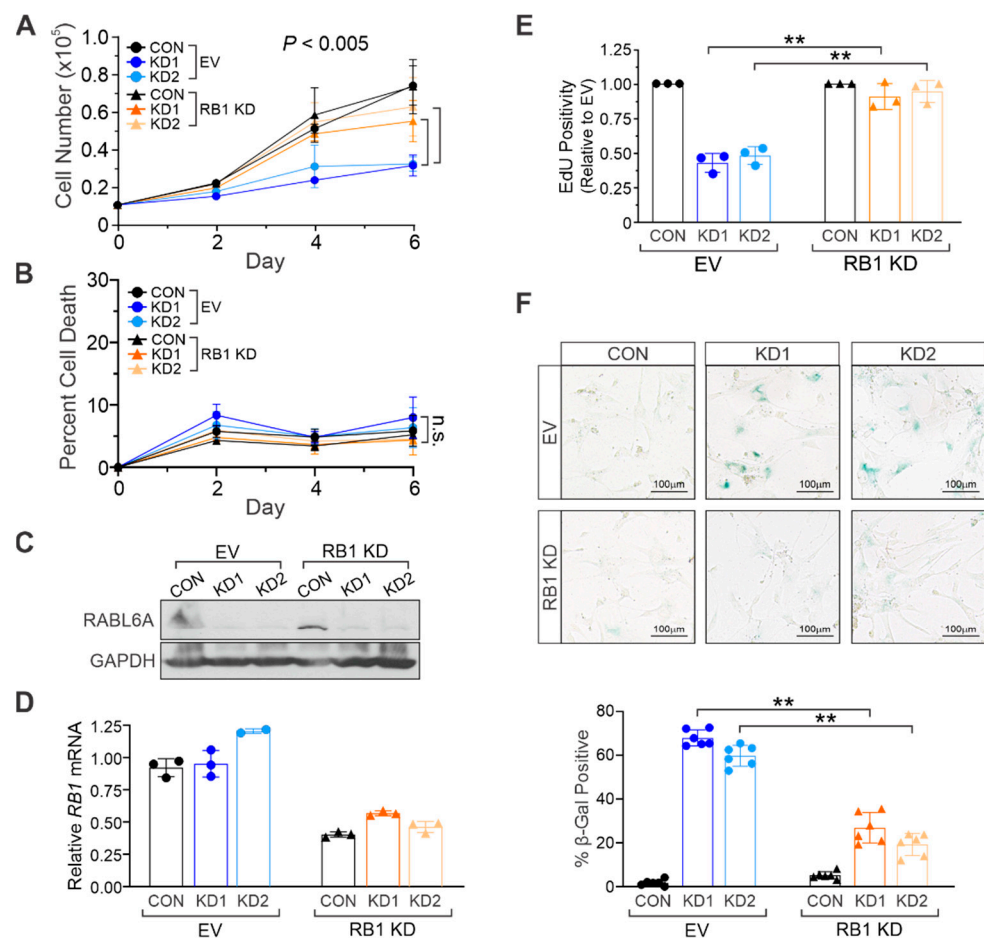 A
Cell Number (x10⁵)
1.0
0.8
0.6
0.4
0.2
0
P < 0.005
CON
KD1
KD2
EV
CON
KD1
KD2
RB1 KD
0
2
4
6
Day
B
Percent Cell Death
30
20
10
0
CON
KD1
KD2
EV
CON
KD1
KD2
RB1 KD
n.s.
0
2
4
6
Day
C
EV
RB1 KD
CON
KD1
KD2
CON
KD1
KD2
RABL6A
GAPDH
D
Relative RB1 mRNA
1.25
1.00
0.75
0.50
0.25
0.00
CON KD1 KD2
CON KD1 KD2
EV
RB1 KD
E
EdU Positivity
(Relative to EV)
1.25
1.00
0.75
0.50
0.25
0
**
**
CON KD1 KD2
CON KD1 KD2
EV
RB1 KD
F
CON
KD1
KD2
EV
100μm
100μm
100μm
RB1 KD
100μm
100μm
100μm
% β-Gal Positive
80
60
40
20
0
**
**
CON KD1 KD2
CON KD1 KD2
EV
RB1 KD